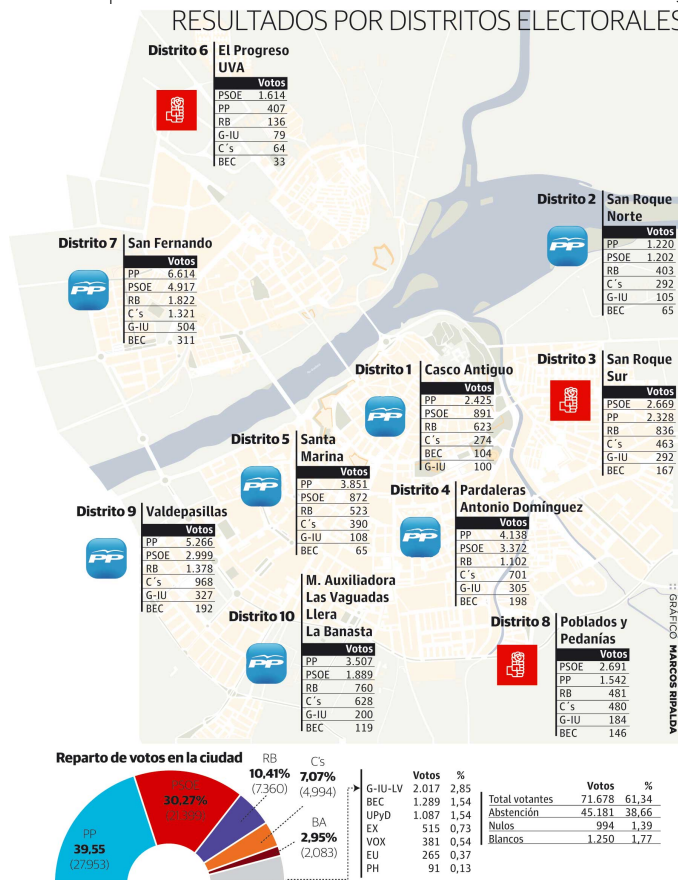 RESULTADOS POR DISTRITOS ELECTORALES
Distrito 6 El Progreso
UVA
Votos
PSOE 1.614
PP 407
RB 136
G-IU 79
C´s 64
BEC 33
Distrito 2 San Roque
Norte
PP
Votos
PP 1.220
PSOE 1.202
RB 403
C´s 292
G-IU 105
BEC 65
Distrito 7 San Fernando
PP
Votos
PP 6.614
PSOE 4.917
RB 1.822
C´s 1.321
G-IU 504
BEC 311
Distrito 1 Casco Antiguo
PP
Votos
PP 2.425
PSOE 891
RB 623
C´s 274
BEC 104
G-IU 100
Distrito 3 San Roque
Sur
Votos
PSOE 2.669
PP 2.328
RB 836
C´s 463
G-IU 292
BEC 167
Distrito 5 Santa
Marina
PP
Votos
PP 3.851
PSOE 872
RB 523
C´s 390
G-IU 108
BEC 65
Distrito 4 Pardaleras
Antonio Domínguez
PP
Votos
PP 4.138
PSOE 3.372
RB 1.102
C´s 701
G-IU 305
BEC 198
Distrito 9 Valdepasillas
PP
Votos
PP 5.266
PSOE 2.999
RB 1.378
C´s 968
G-IU 327
BEC 192
M. Auxiliadora
Las Vaguadas
Distrito 10 Llera
La Banasta
PP
Votos
PP 3.507
PSOE 1.889
RB 760
C´s 628
G-IU 200
BEC 119
Distrito 8 Poblados y
Pedanías
Votos
PSOE 2.691
PP 1.542
RB 481
C´s 480
G-IU 184
BEC 146
:: GRÁFICO MARCOS RIPALDA
Reparto de votos en la ciudad
PP
39,55
(27.953)
PSOE
30,27%
RB
10,41%
(7.360)
C's
7,07%
(4.994)
BA
2,95%
(2.083)
Votos %
G-IU-LV 2.017 2,85
BEC 1.289 1,54
UPyD 1.087 1,54
EX 515 0,73
VOX 381 0,54
EU 265 0,37
PH 91 0,13
Votos %
Total votantes 71.678 61,34
Abstención 45.181 38,66
Nulos 994 1,39
Blancos 1.250 1,77